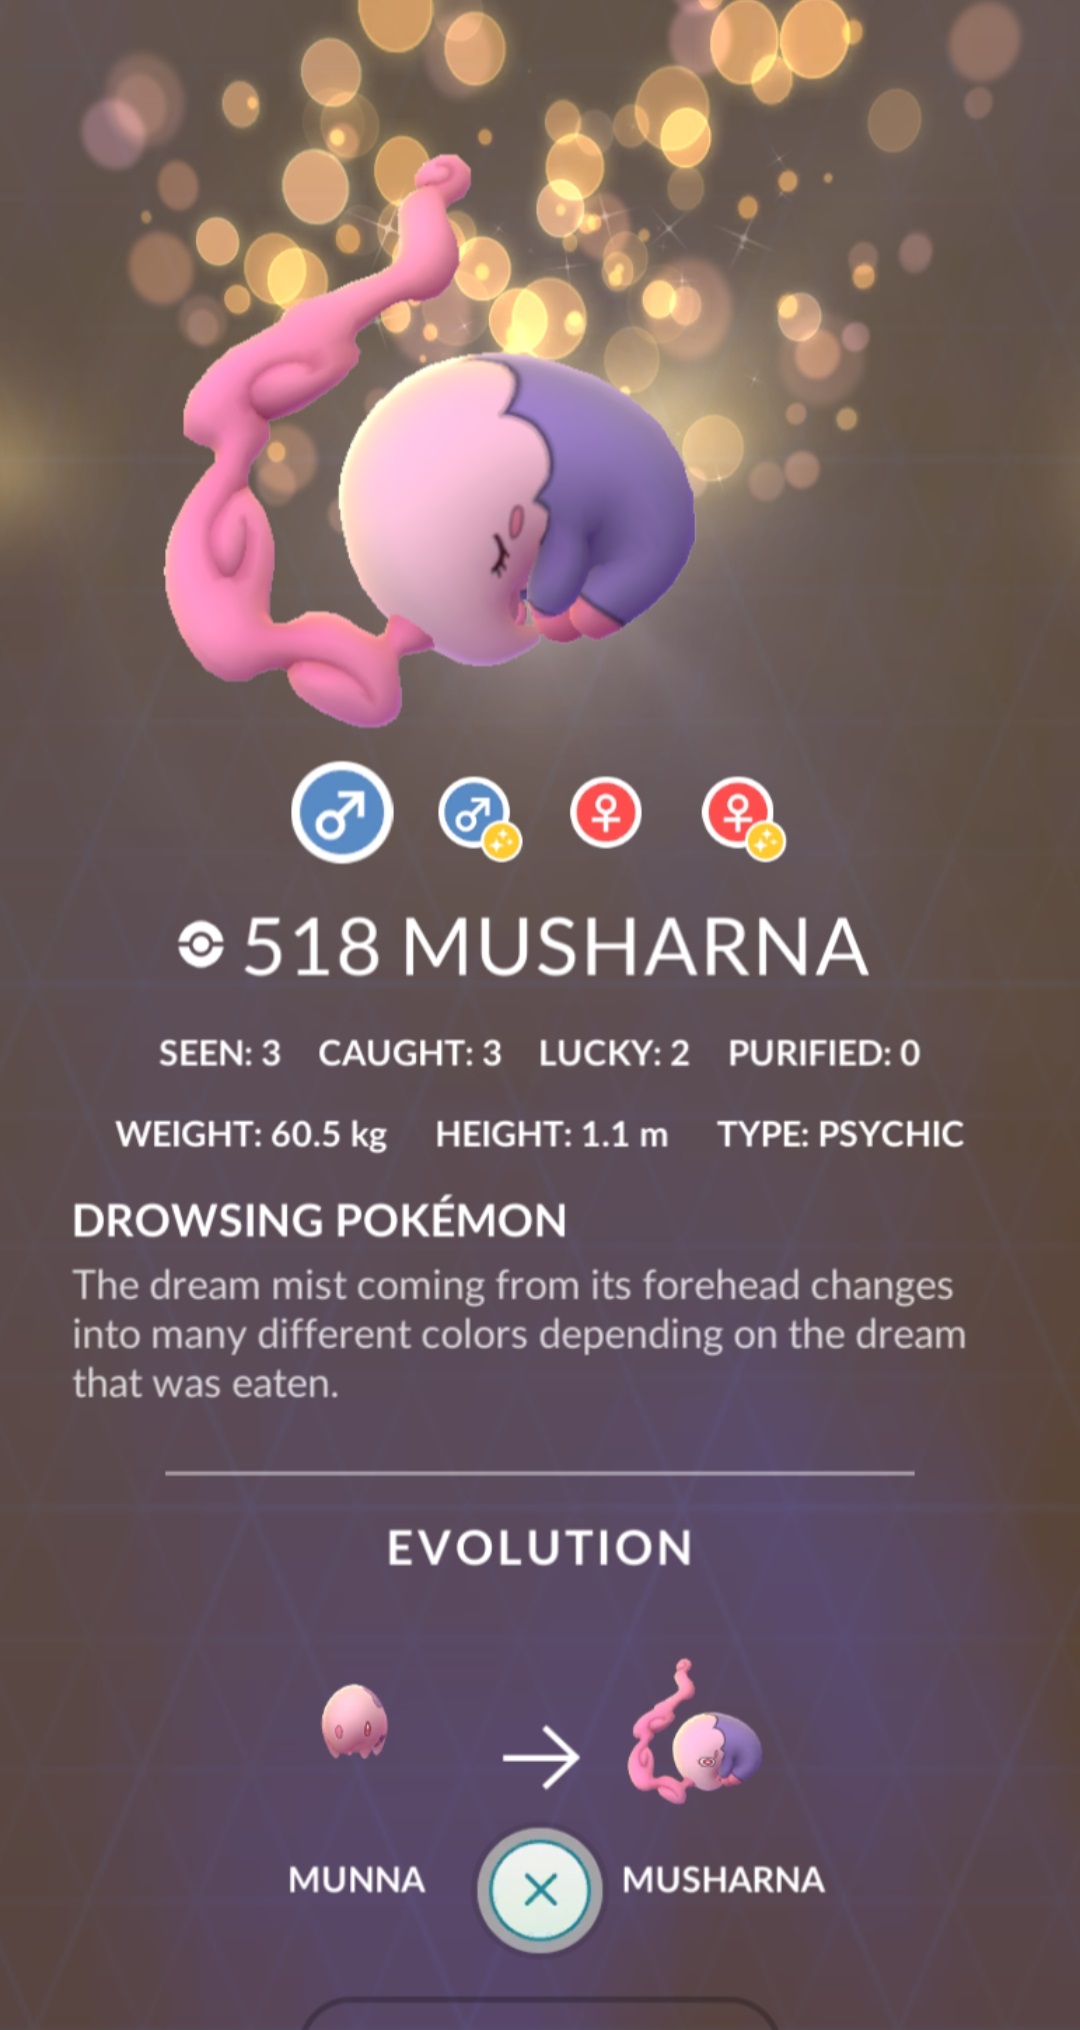 518 MUSHARNA
SEEN: 3 CAUGHT: 3 LUCKY: 2 PURIFIED: 0
WEIGHT: 60.5 kg HEIGHT: 1.1 m TYPE: PSYCHIC
DROWSING POKÉMON
The dream mist coming from its forehead changes
into many different colors depending on the dream
that was eaten.
EVOLUTION
MUNNA MUSHARNA